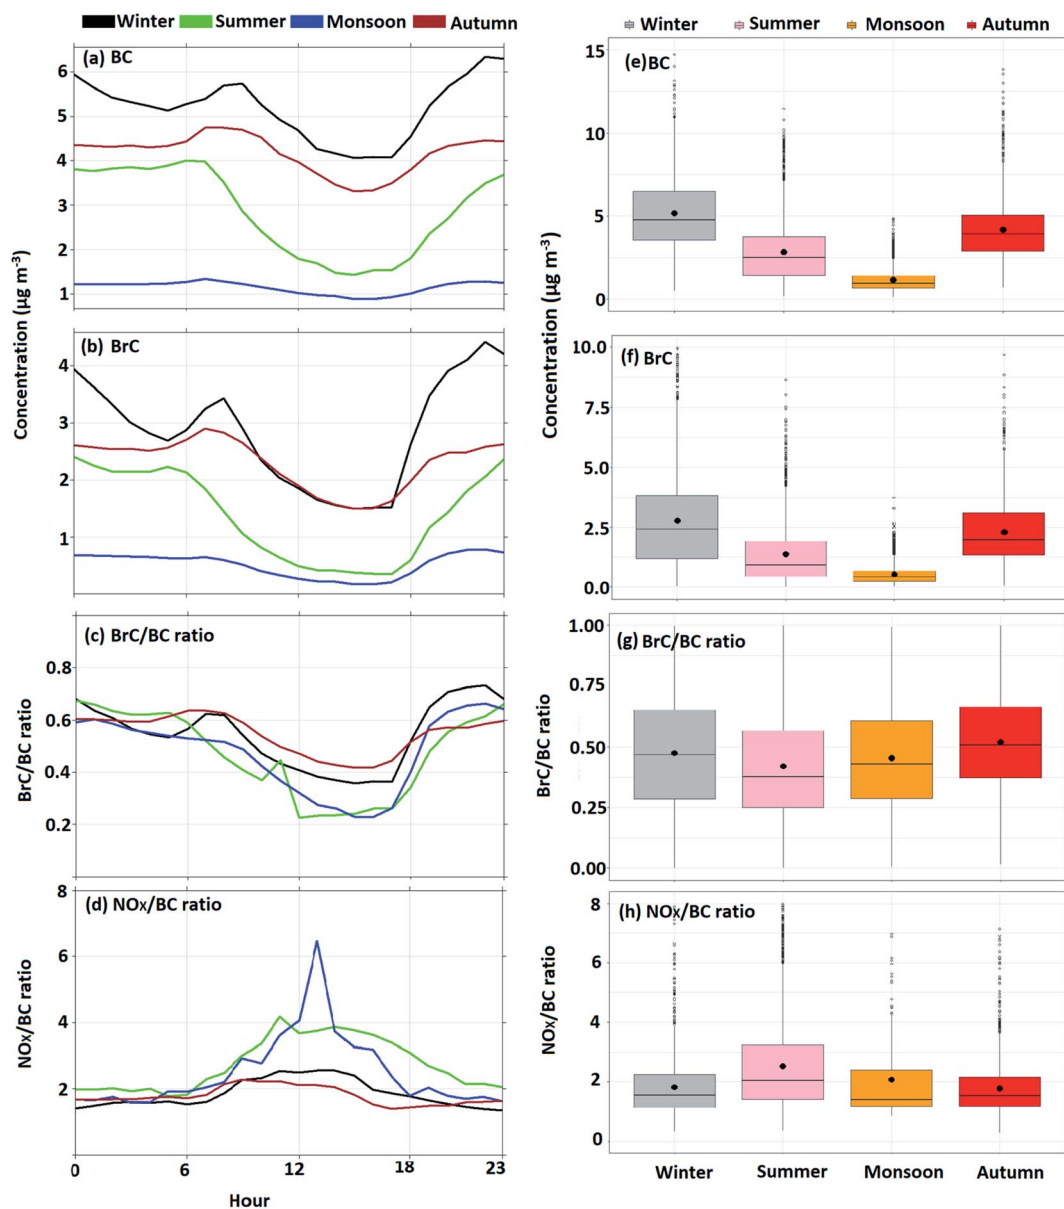 Winter Summer Monsoon Autumn
(a) BC
6
5
4
3
2
1
(b) BrC
4
3
2
1
0
Concentration (µg m⁻³)
(c) BrC/BC ratio
0.8
0.6
0.4
0.2
BrC/BC ratio
(d) NOx/BC ratio
8
6
4
2
0
NOx/BC ratio
0 6 12 18 23
Hour
Winter Summer Monsoon Autumn
(e) BC
15
10
5
0
(f) BrC
10.0
7.5
5.0
2.5
0.0
Concentration (µg m⁻³)
(g) BrC/BC ratio
1.00
0.75
0.50
0.25
0.00
BrC/BC ratio
(h) NOx/BC ratio
8
6
4
2
0
NOx/BC ratio
Winter Summer Monsoon Autumn